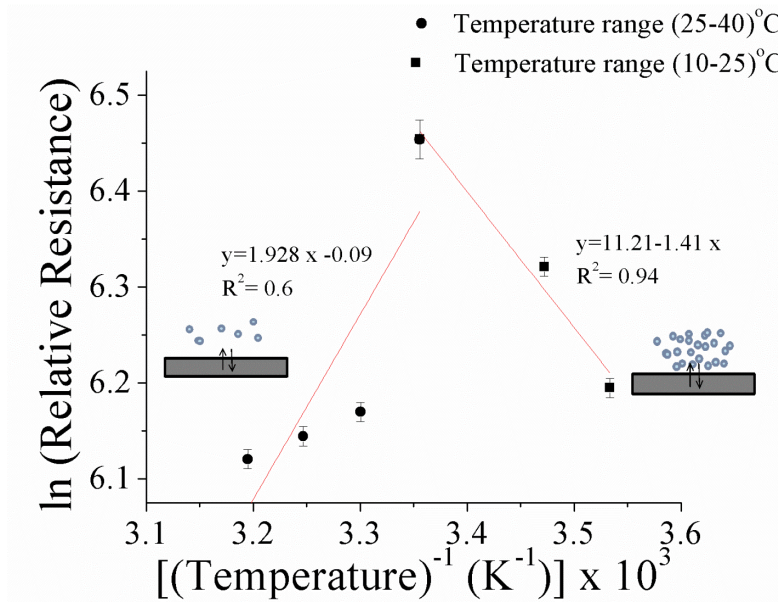 Temperature range (25-40)°C
Temperature range (10-25)°C
ln (Relative Resistance)
6.5
6.4
6.3
6.2
6.1
y=1.928 x -0.09
R²= 0.6
y=11.21-1.41 x
R²= 0.94
3.1 3.2 3.3 3.4 3.5 3.6
[(Temperature)⁻¹ (K⁻¹)] x 10³